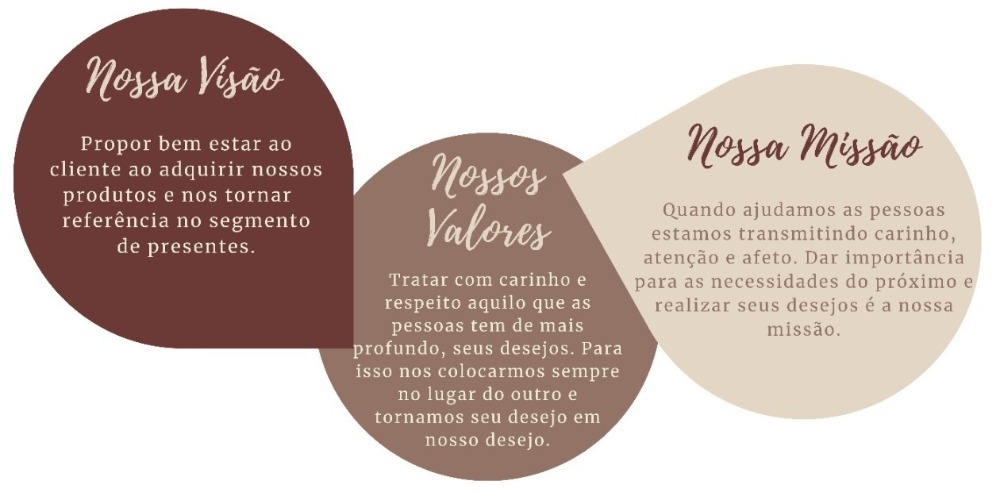 Nossa Visão
Propor bem estar ao
cliente ao adquirir nossos
produtos e nos tornar
referência no segmento
de presentes.
Nossos
Valores
Tratar com carinho e
respeito aquilo que as
pessoas tem de mais
profundo, seus desejos. Para
isso nos colocarmos sempre
no lugar do outro e
tornamos seu desejo em
nosso desejo.
Nossa Missão
Quando ajudamos as pessoas
estamos transmitindo carinho,
atenção e afeto. Dar importância
para as necessidades do próximo e
realizar seus desejos é a nossa
missão.